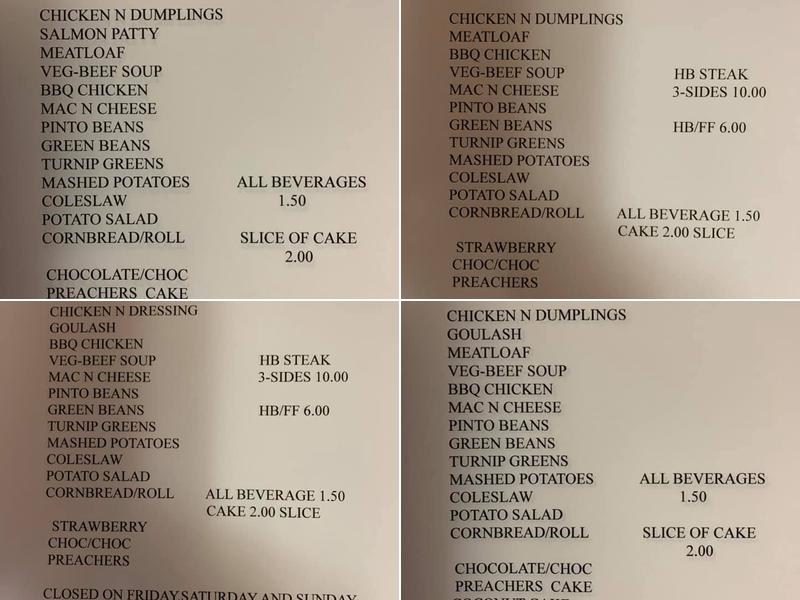 CHICKEN N DUMPLINGS
SALMON PATTY
MEATLOAF
VEG-BEEF SOUP
BBQ CHICKEN
MAC N CHEESE
PINTO BEANS
GREEN BEANS
TURNIP GREENS
MASHED POTATOES ALL BEVERAGES
COLESLAW 1.50
POTATO SALAD
CORNBREAD/ROLL SLICE OF CAKE
2.00
CHOCOLATE/CHOC
PREACHERS CAKE
CHICKEN N DUMPLINGS
MEATLOAF
BBQ CHICKEN
VEG-BEEF SOUP HB STEAK
MAC N CHEESE 3-SIDES 10.00
PINTO BEANS
GREEN BEANS HB/FF 6.00
TURNIP GREENS
MASHED POTATOES
COLESLAW
POTATO SALAD
CORNBREAD/ROLL ALL BEVERAGE 1.50
CAKE 2.00 SLICE
STRAWBERRY
CHOC/CHOC
PREACHERS
CHICKEN N DRESSING
GOULASH
BBQ CHICKEN
VEG-BEEF SOUP HB STEAK
MAC N CHEESE 3-SIDES 10.00
PINTO BEANS
GREEN BEANS HB/FF 6.00
TURNIP GREENS
MASHED POTATOES
COLESLAW
POTATO SALAD
CORNBREAD/ROLL ALL BEVERAGE 1.50
CAKE 2.00 SLICE
STRAWBERRY
CHOC/CHOC
PREACHERS
CLOSED ON FRIDAY,SATURDAY AND SUNDAY
CHICKEN N DUMPLINGS
GOULASH
MEATLOAF
VEG-BEEF SOUP
BBQ CHICKEN
MAC N CHEESE
PINTO BEANS
GREEN BEANS
TURNIP GREENS
MASHED POTATOES ALL BEVERAGES
COLESLAW 1.50
POTATO SALAD
CORNBREAD/ROLL SLICE OF CAKE
2.00
CHOCOLATE/CHOC
PREACHERS CAKE
COCONUT CAKE